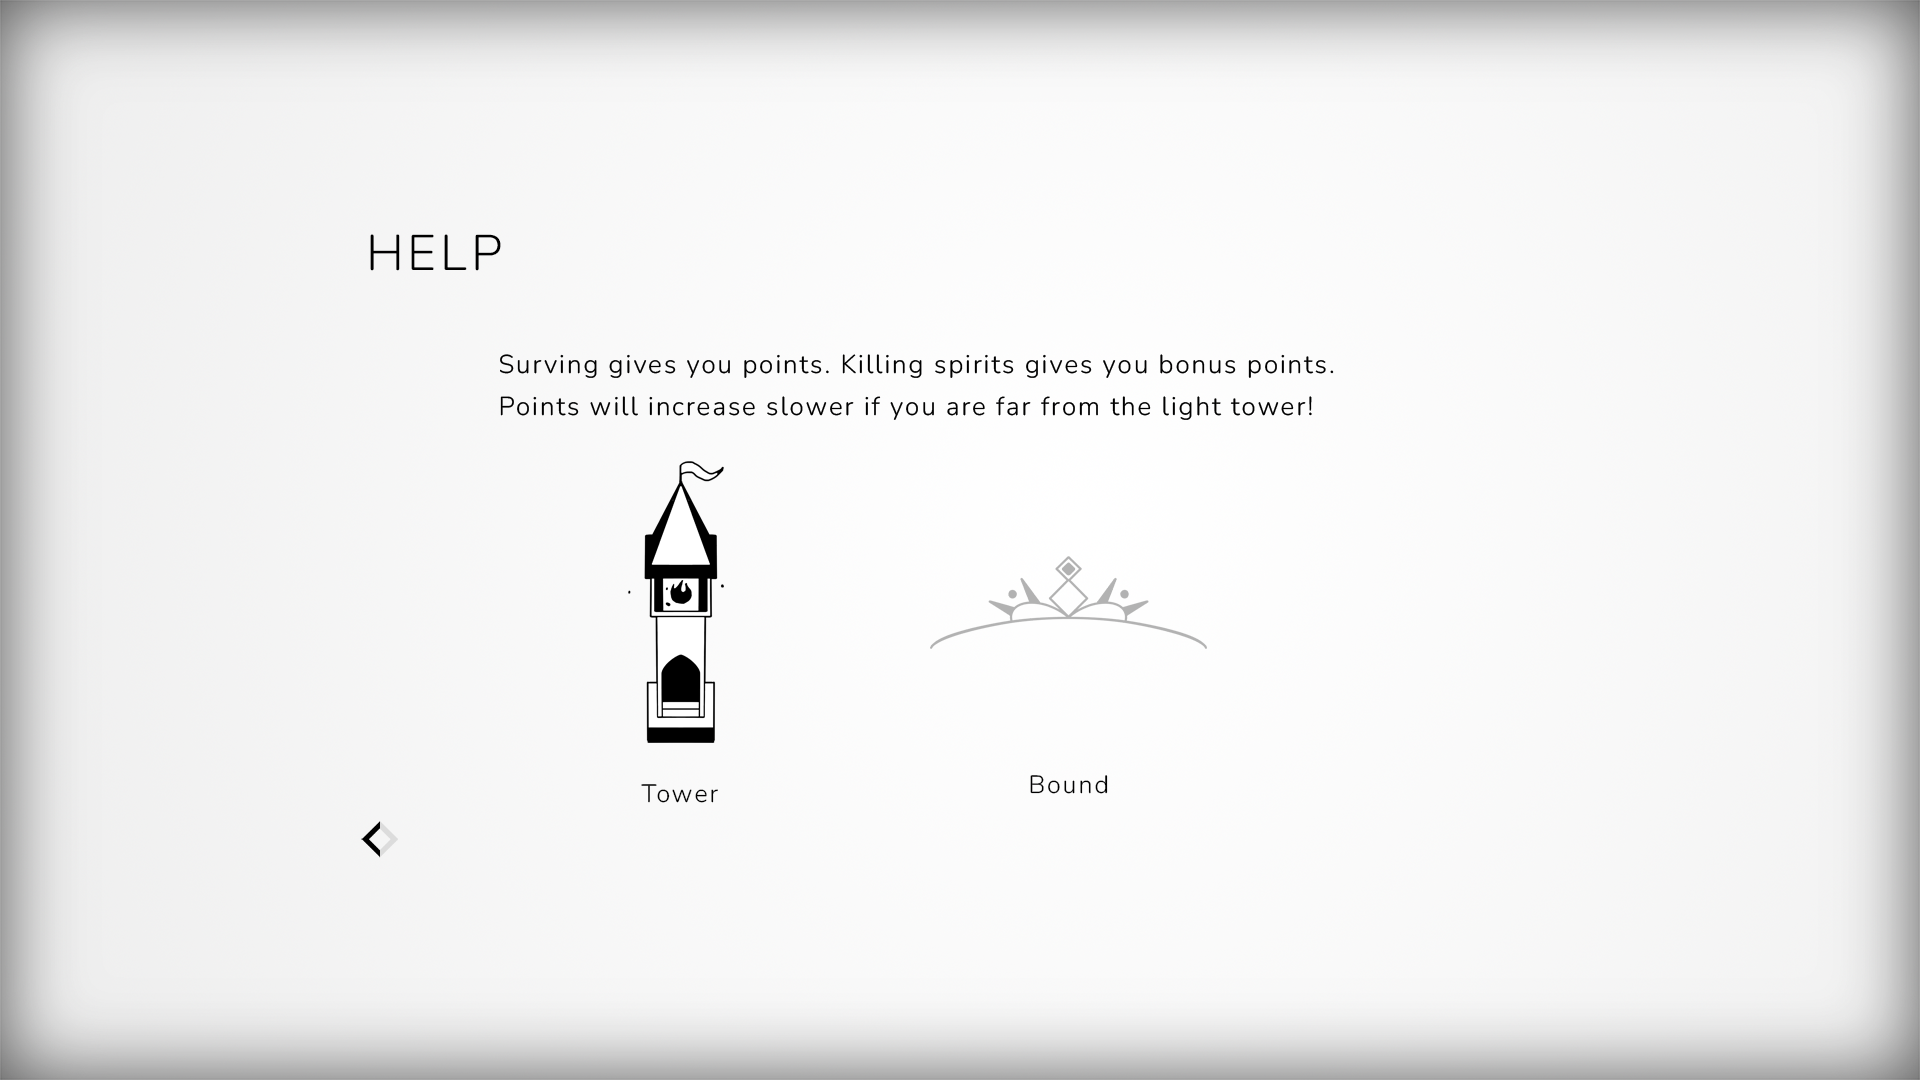 HELP
Surving gives you points. Killing spirits gives you bonus points.
Points will increase slower if you are far from the light tower!
Tower
Bound